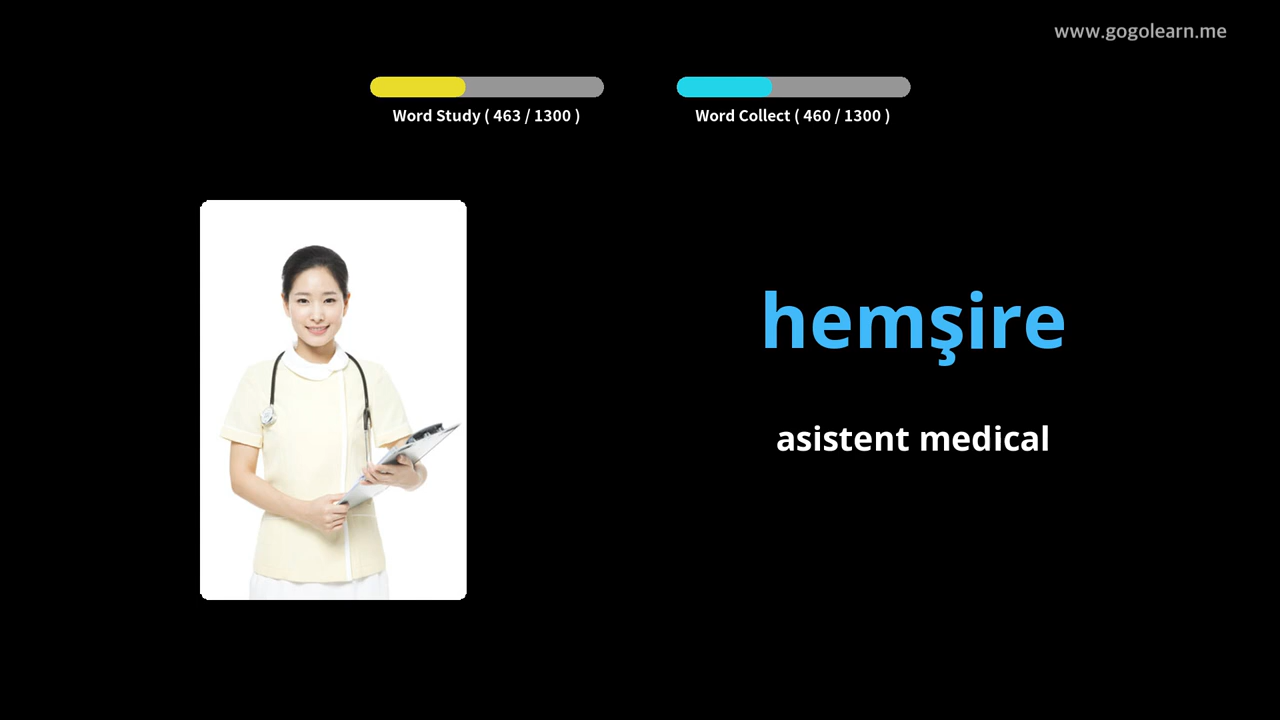 www.gogolearn.me
Word Study ( 463 / 1300 )
Word Collect ( 460 / 1300 )
hemşire
asistent medical